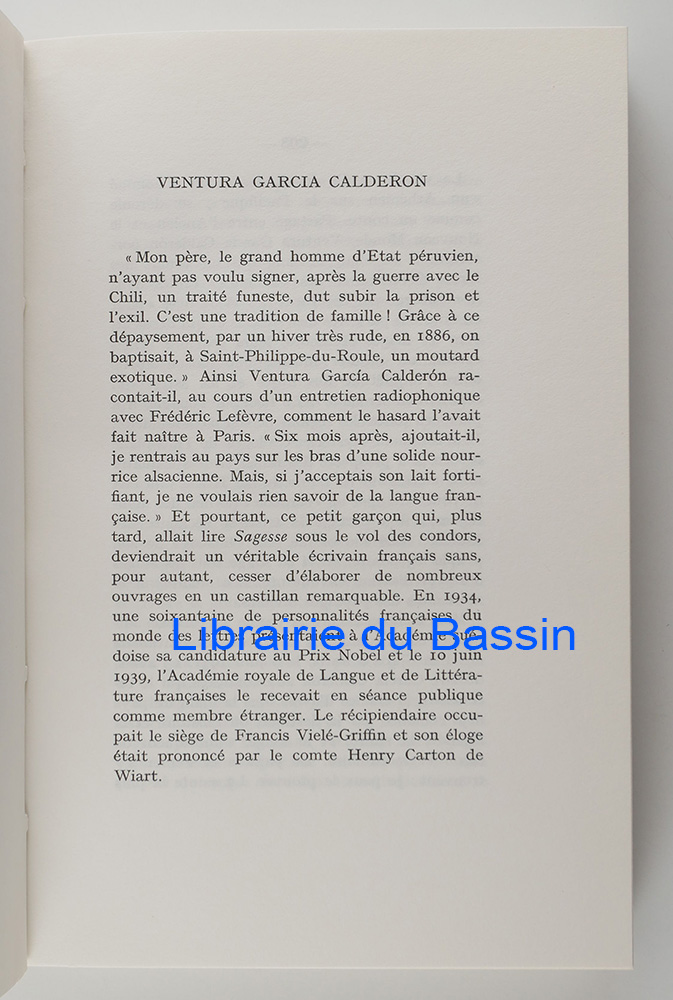 VENTURA GARCIA CALDERON
« Mon père, le grand homme d'Etat péruvien,
n'ayant pas voulu signer, après la guerre avec le
Chili, un traité funeste, dut subir la prison et
l'exil. C'est une tradition de famille ! Grâce à ce
dépaysement, par un hiver très rude, en 1886, on
baptisait, à Saint-Philippe-du-Roule, un moutard
exotique. » Ainsi Ventura García Calderón ra-
contait-il, au cours d'un entretien radiophonique
avec Frédéric Lefèvre, comment le hasard l'avait
fait naître à Paris. « Six mois après, ajoutait-il,
je rentrais au pays sur les bras d'une solide nour-
rice alsacienne. Mais, si j'acceptais son lait forti-
fiant, je ne voulais rien savoir de la langue fran-
çaise. » Et pourtant, ce petit garçon qui, plus
tard, allait lire Sagesse sous le vol des condors,
deviendrait un véritable écrivain français sans,
pour autant, cesser d'élaborer de nombreux
ouvrages en un castillan remarquable. En 1934,
une soixantaine de personnalités françaises du
monde des lettres présentaient à l'Académie sué-
Librairie du Bassin
doise sa candidature au Prix Nobel et le 10 juin
1939, l'Académie royale de Langue et de Littéra-
ture françaises le recevait en séance publique
comme membre étranger. Le récipiendaire occu-
pait le siège de Francis Vielé-Griffin et son éloge
était prononcé par le comte Henry Carton de
Wiart.